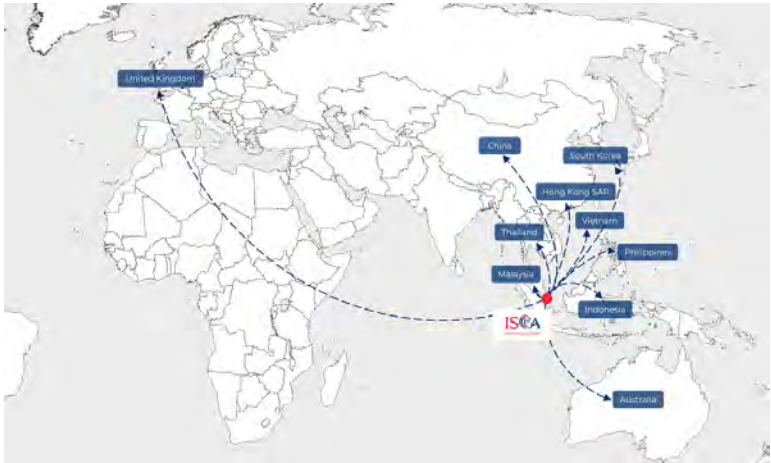 United Kingdom
China
South Korea
Hong Kong SAR
Vietnam
Thailand
Philippines
Malaysia
Indonesia
ISCA
Australia